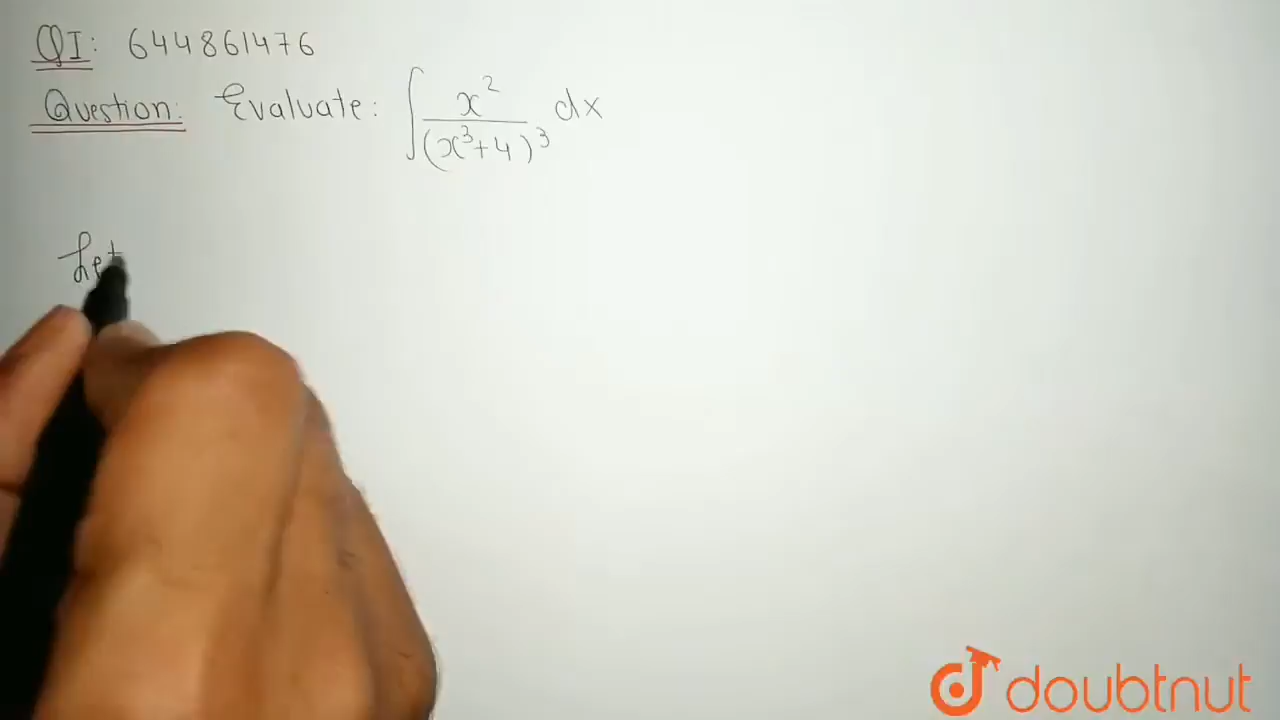 QI: 644861476
Question: Evaluate: ∫ x²/(x³+4)³ dx
Let
doubtnut